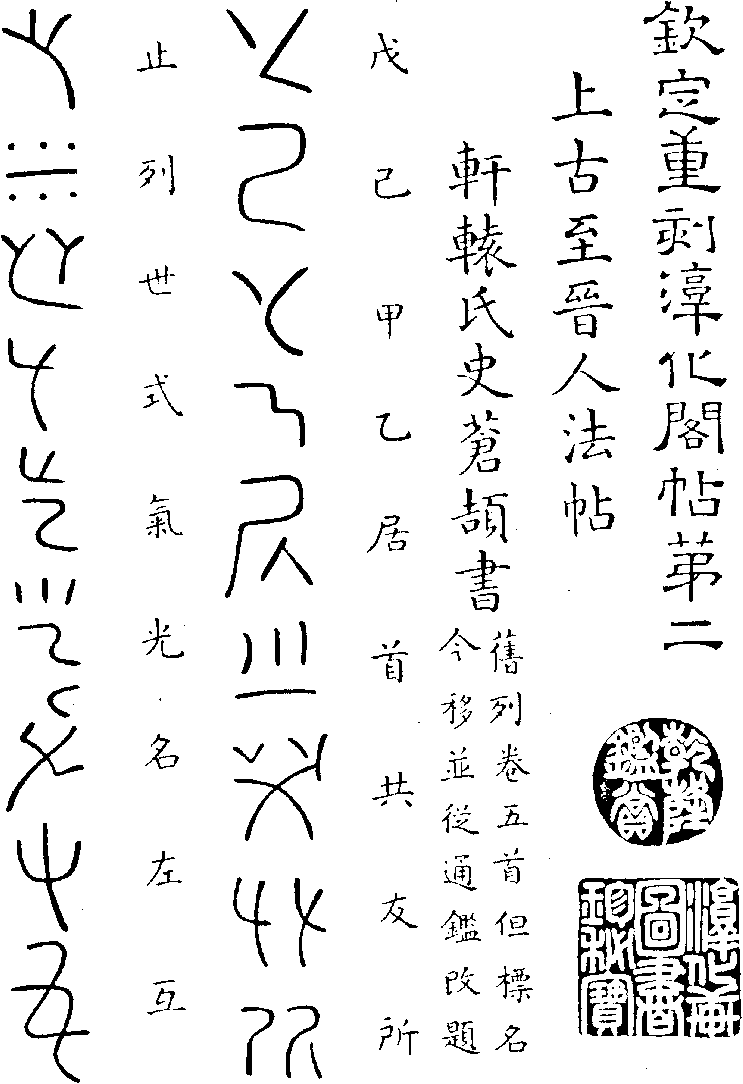 欽定重刻淳化閣帖第二
上古至晉人法帖
軒轅氏史蒼頡書
舊列卷五首但標名
今移並從通鑑改題
戊己甲乙居首共友所
止列世式氣光名左互
乾隆鑑賞
淳化軒
圖書
珍秘寶